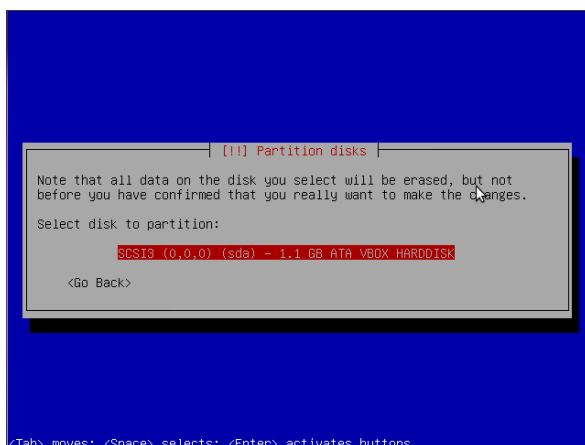 [!!] Partition disks
Note that all data on the disk you select will be erased, but not
before you have confirmed that you really want to make the changes.
Select disk to partition:
SCSI3 (0,0,0) (sda) - 1.1 GB ATA VBOX HARDDISK
<Go Back>
<Tab> moves; <Space> selects; <Enter> activates buttons